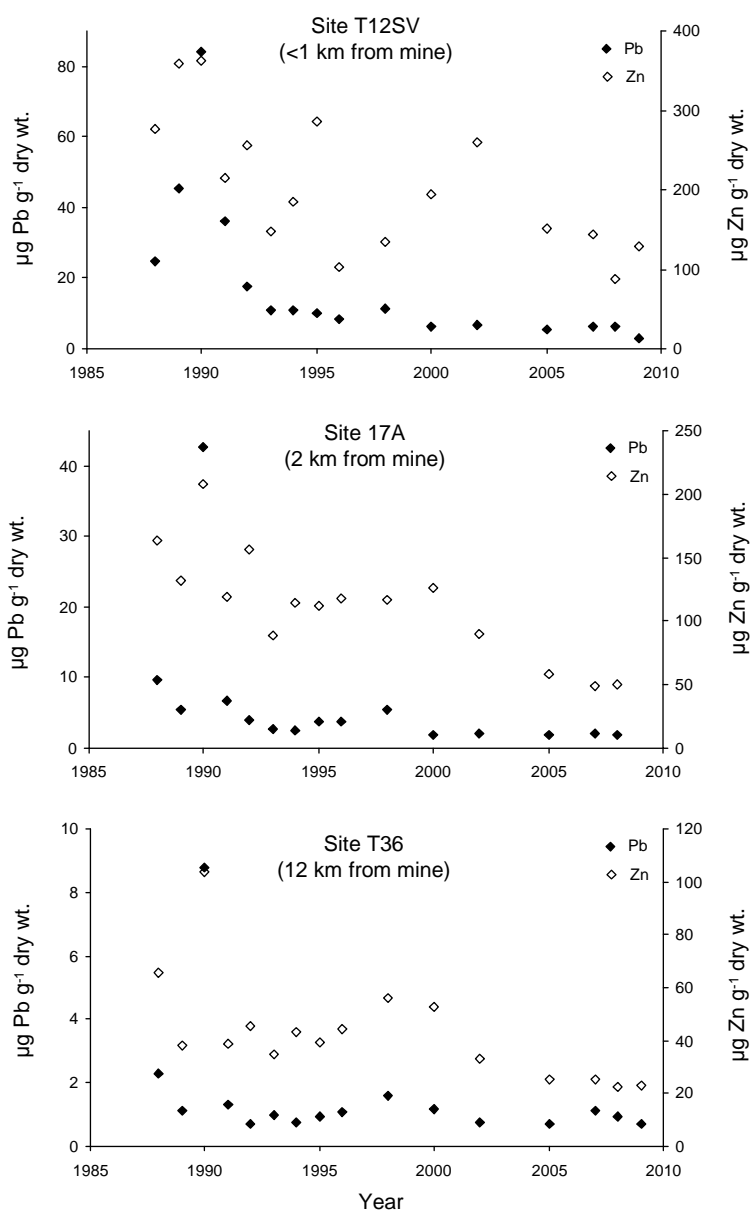 Site T12SV
(<1 km from mine)
Pb
Zn
µg Pb g⁻¹ dry wt.
80
60
40
20
0
400
300
200
100
0
µg Zn g⁻¹ dry wt.
1985 1990 1995 2000 2005 2010
Site 17A
(2 km from mine)
Pb
Zn
µg Pb g⁻¹ dry wt.
40
30
20
10
0
250
200
150
100
50
0
µg Zn g⁻¹ dry wt.
1985 1990 1995 2000 2005 2010
Site T36
(12 km from mine)
Pb
Zn
µg Pb g⁻¹ dry wt.
10
8
6
4
2
0
120
100
80
60
40
20
0
µg Zn g⁻¹ dry wt.
1985 1990 1995 2000 2005 2010
Year